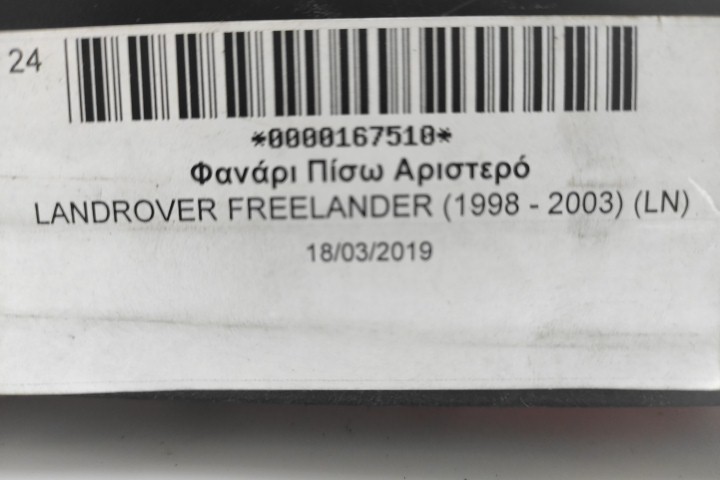 24
*0000167510*
Φανάρι Πίσω Αριστερό
LANDROVER FREELANDER (1998 - 2003) (LN)
18/03/2019